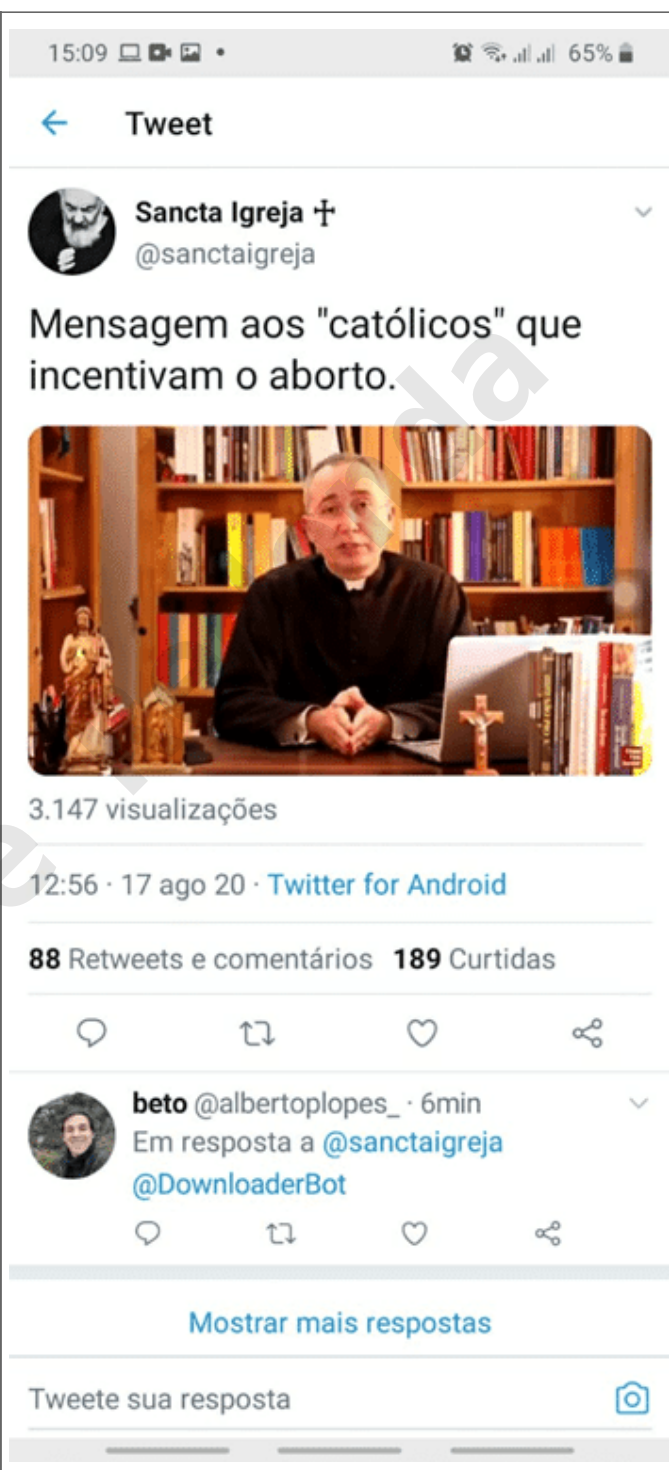 15:09
65%
Tweet
Sancta Igreja ☩
@sanctaigreja
Mensagem aos "católicos" que
incentivam o aborto.
3.147 visualizações
12:56 · 17 ago 20 · Twitter for Android
88 Retweets e comentários 189 Curtidas
beto @albertoplopes_ · 6min
Em resposta a @sanctaigreja
@DownloaderBot
Mostrar mais respostas
Tweete sua resposta